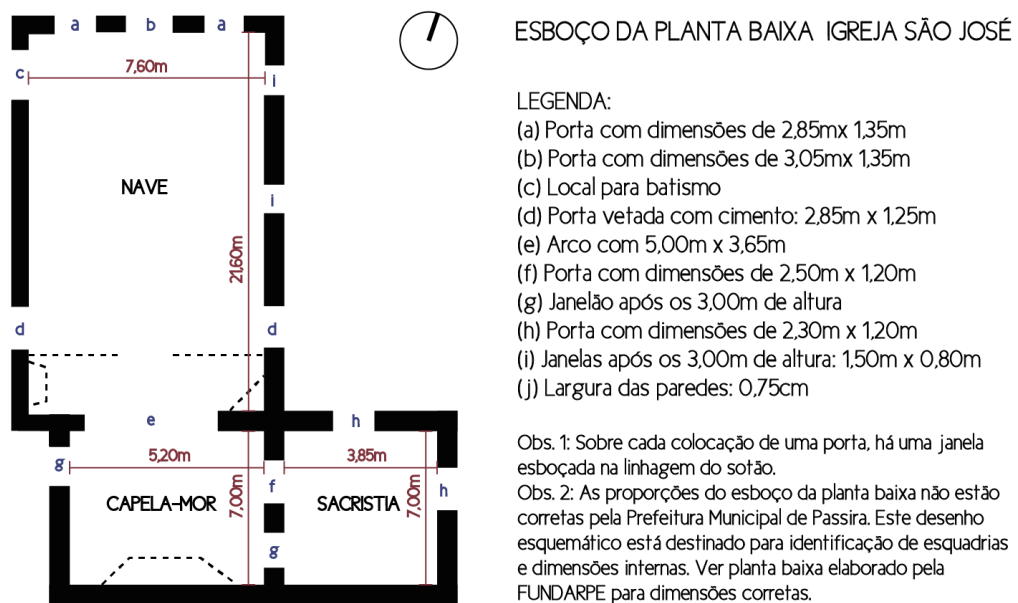 a b a
c
7,60m
i
NAVE
i
21,60m
d
d
e
h
g
5,20m
3,85m
f
CAPELA-MOR
7,00m
SACRISTIA
7,00m
h
g
ESBOÇO DA PLANTA BAIXA IGREJA SÃO JOSÉ
LEGENDA:
(a) Porta com dimensões de 2,85mx 1,35m
(b) Porta com dimensões de 3,05mx 1,35m
(c) Local para batismo
(d) Porta vetada com cimento: 2,85m x 1,25m
(e) Arco com 5,00m x 3,65m
(f) Porta com dimensões de 2,50m x 1,20m
(g) Janelão após os 3,00m de altura
(h) Porta com dimensões de 2,30m x 1,20m
(i) Janelas após os 3,00m de altura: 1,50m x 0,80m
(j) Largura das paredes: 0,75cm
Obs. 1: Sobre cada colocação de uma porta, há uma janela
esboçada na linhagem do sotão.
Obs. 2: As proporções do esboço da planta baixa não estão
corretas pela Prefeitura Municipal de Passira. Este desenho
esquemático está destinado para identificação de esquadrias
e dimensões internas. Ver planta baixa elaborado pela
FUNDARPE para dimensões corretas.